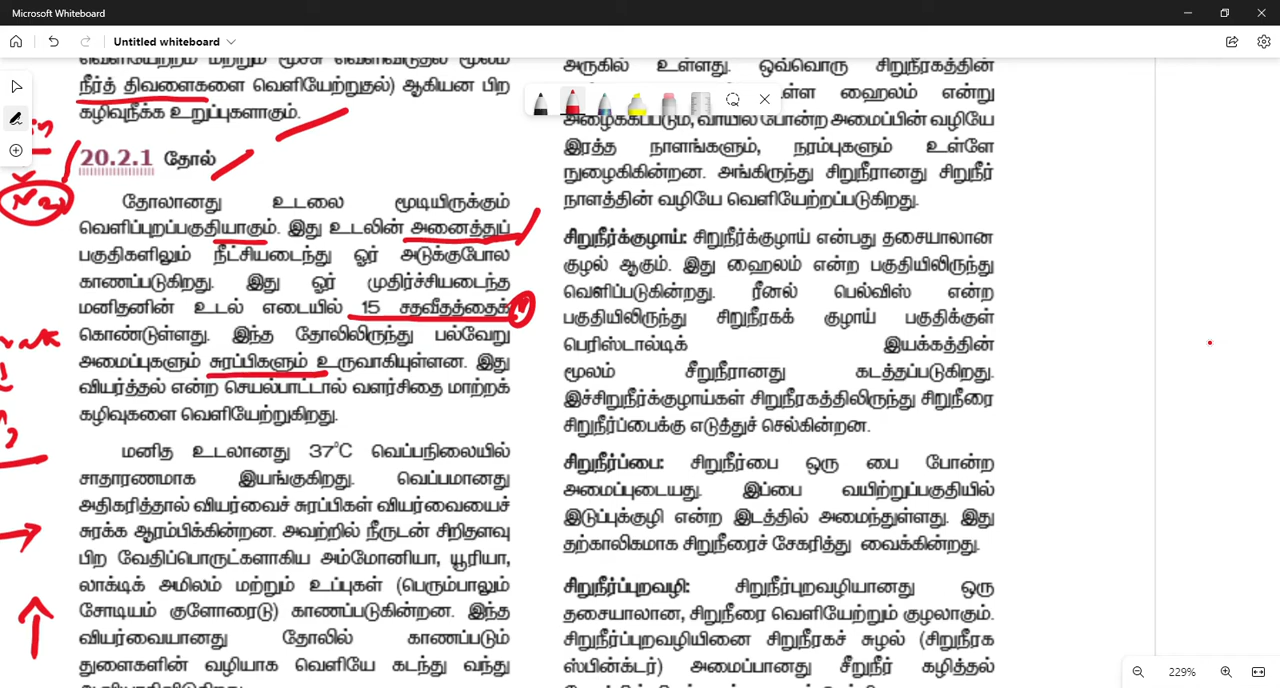 Microsoft Whiteboard
Untitled whiteboard
வெளியேற்றம் மற்றும் மூச்சு வெளிவிடுதல் மூலம்
நீர்த் திவளைகளை வெளியேற்றுதல்) ஆகியன பிற
கழிவுநீக்க உறுப்புகளாகும்.
20.2.1 தோல்
தோலானது உடலை மூடியிருக்கும்
வெளிப்புறப்பகுதியாகும். இது உடலின் அனைத்துப்
பகுதிகளிலும் நீட்சியடைந்து ஓர் அடுக்குபோல
காணப்படுகிறது. இது ஓர் முதிர்ச்சியடைந்த
மனிதனின் உடல் எடையில் 15 சதவீதத்தைக்
கொண்டுள்ளது. இந்த தோலிலிருந்து பல்வேறு
அமைப்புகளும் சுரப்பிகளும் உருவாகியுள்ளன. இது
வியர்த்தல் என்ற செயல்பாட்டால் வளர்சிதை மாற்றக்
கழிவுகளை வெளியேற்றுகிறது.
மனித உடலானது 37°C வெப்பநிலையில்
சாதாரணமாக இயங்குகிறது. வெப்பமானது
அதிகரித்தால் வியர்வைச் சுரப்பிகள் வியர்வையைச்
சுரக்க ஆரம்பிக்கின்றன. அவற்றில் நீருடன் சிறிதளவு
பிற வேதிப்பொருட்களாகிய அம்மோனியா, யூரியா,
லாக்டிக் அமிலம் மற்றும் உப்புகள் (பெரும்பாலும்
சோடியம் குளோரைடு) காணப்படுகின்றன. இந்த
வியர்வையானது தோலில் காணப்படும்
துளைகளின் வழியாக வெளியே கடந்து வந்து
அருகில் உள்ளது. ஒவ்வொரு சிறுநீரகத்தின்
ள்ள ஹைலம் என்று
அழைக்கப்படும், வாயில் போன்ற அமைப்பின் வழியே
இரத்த நாளங்களும், நரம்புகளும் உள்ளே
நுழைகிகின்றன. அங்கிருந்து சிறுநீரானது சிறுநீர்
நாளத்தின் வழியே வெளியேற்றப்படுகிறது.
சிறுநீர்க்குழாய்: சிறுநீர்க்குழாய் என்பது தசையாலான
குழல் ஆகும். இது ஹைலம் என்ற பகுதியிலிருந்து
வெளிப்படுகின்றது. ரீனல் பெல்விஸ் என்ற
பகுதியிலிருந்து சிறுநீரகக் குழாய் பகுதிக்குள்
பெரிஸ்டால்டிக் இயக்கத்தின்
மூலம் சீறுநீரானது கடத்தப்படுகிறது.
இச்சிறுநீர்க்குழாய்கள் சிறுநீரகத்திலிருந்து சிறுநீரை
சிறுநீர்ப்பைக்கு எடுத்துச் செல்கின்றன.
சிறுநீர்ப்பை: சிறுநீர்பை ஒரு பை போன்ற
அமைப்புடையது. இப்பை வயிற்றுப்பகுதியில்
இடுப்புக்குழி என்ற இடத்தில் அமைந்துள்ளது. இது
தற்காலிகமாக சிறுநீரைச் சேகரித்து வைக்கின்றது.
சிறுநீர்ப்புறவழி: சிறுநீர்புறவழியானது ஒரு
தசையாலான, சிறுநீரை வெளியேற்றும் குழலாகும்.
சிறுநீர்ப்புறவழியினை சிறுநீரகச் சுழல் (சிறுநீரக
ஸ்பின்க்டர்) அமைப்பானது சீறுநீர் கழித்தல்
229%